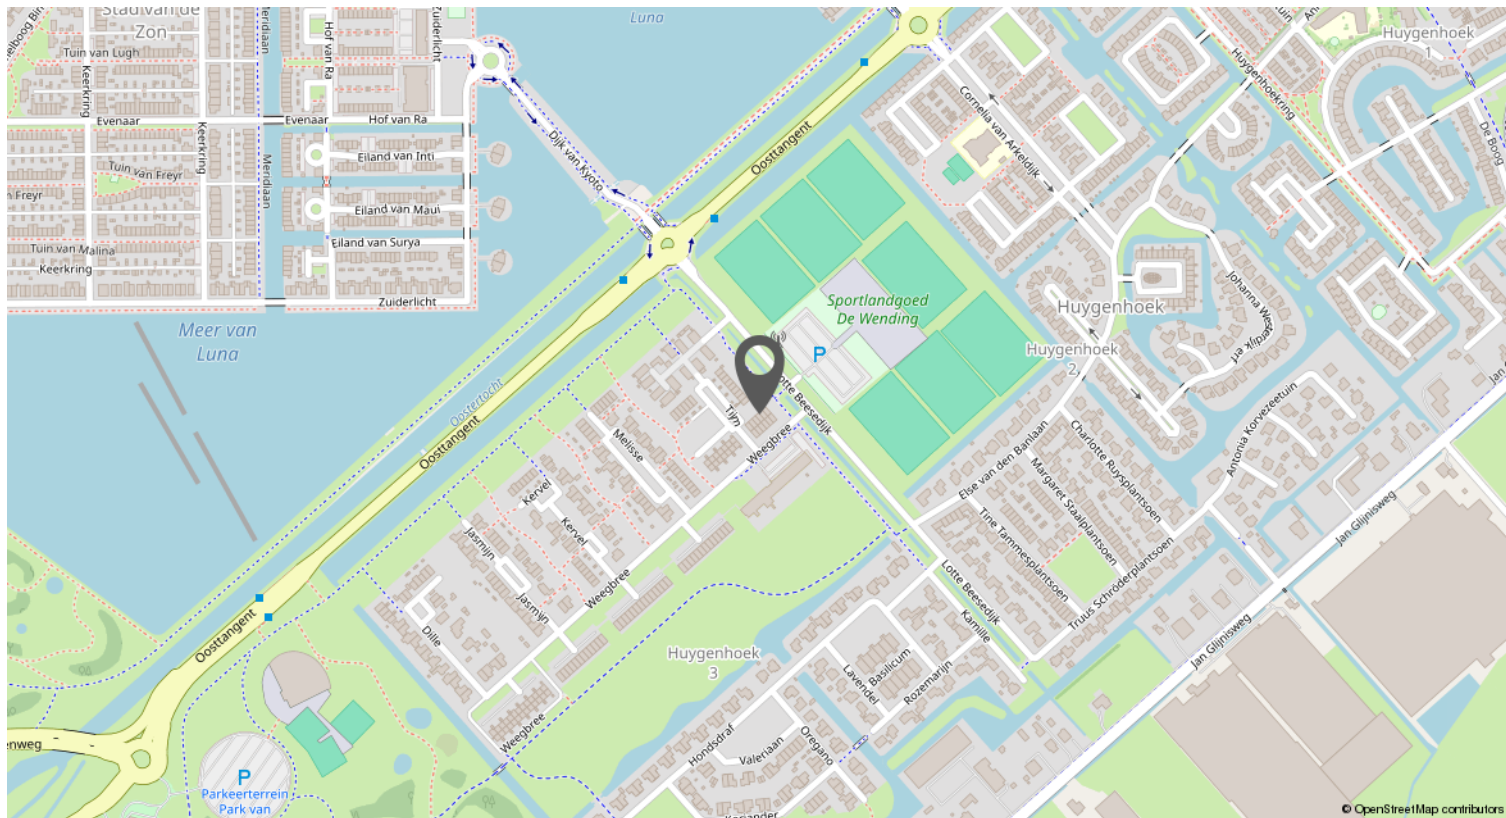 Stad van de
Zon
Luna
Tuin van Lugh
Keerkring
Meridiaan
Hof van Ra
Zuiderlicht
Evenaar
Evenaar
Hof van Ra
Keerkring
Meridiaan
Eiland van Inti
Tuin van Freyr
Freyr
Eiland van Maui
Eiland van Surya
Tuin van Malina
Keerkring
Zuiderlicht
Dijk van Kyoto
Oosttangent
Meer van
Luna
Oostertocht
Oosttangent
Sportlandgoed
De Wending
P
Cornelia van Arkeldijk
Huygenhoekring
Huygenhoek
1
De Boog
Huygenhoek
Johanna Westerdijk erf
Huygenhoek
2
Tijm
Lotte Beesedijk
Weegbree
Melisse
Kervel
Kervel
Jasmijn
Jasmijn
Weegbree
Dille
Weegbree
Oosttangent
Else van den Banlaan
Charlotte Ruysplantsoen
Margaret Staalplantsoen
Tine Tammesplantsoen
Antonia Korvezeetuin
Truus Schröderplantsoen
Jan Glijnisweg
Jan Glijnisweg
Lotte Beesedijk
Kamille
Huygenhoek
3
Basilicum
Lavendel
Rozemarijn
Hondsdraf
Valeriaan
Oregano
Koriander
enweg
P
Parkeerterrein
Park van
© OpenStreetMap contributors